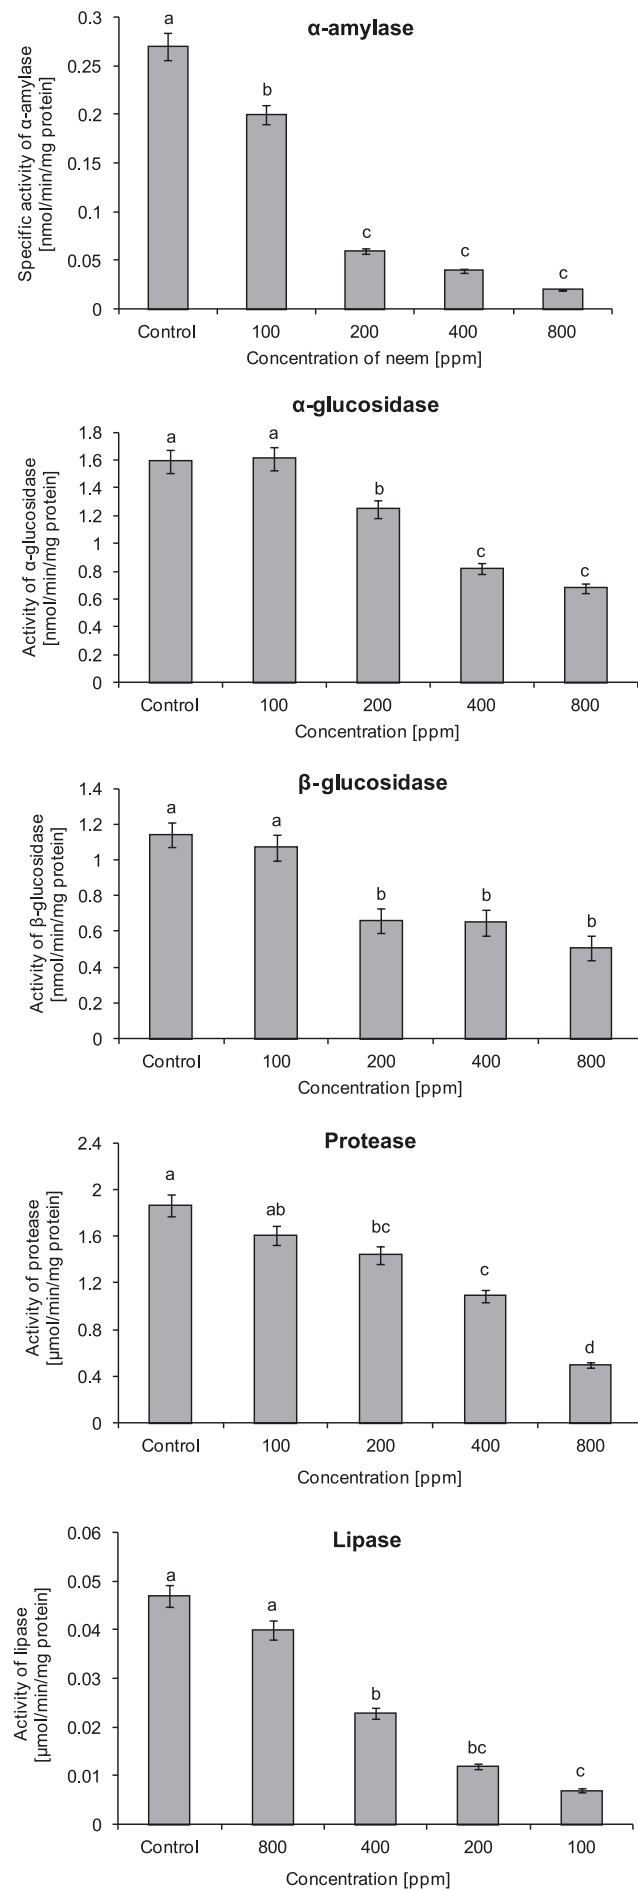 α-amylase
Specific activity of α-amylase
[nmol/min/mg protein]
0.3
0.25
0.2
0.15
0.1
0.05
0
a
b
c
c
c
Control 100 200 400 800
Concentration of neem [ppm]
α-glucosidase
Activity of α-glucosidase
[nmol/min/mg protein]
1.8
1.6
1.4
1.2
1
0.8
0.6
0.4
0.2
0
a
a
b
c
c
Control 100 200 400 800
Concentration [ppm]
β-glucosidase
Activity of β-glucosidase
[nmol/min/mg protein]
1.4
1.2
1
0.8
0.6
0.4
0.2
0
a
a
b
b
b
Control 100 200 400 800
Concentration [ppm]
Protease
Activity of protease
[µmol/min/mg protein]
2.4
2
1.6
1.2
0.8
0.4
0
a
ab
bc
c
d
Control 100 200 400 800
Concentration [ppm]
Lipase
Activity of lipase
[µmol/min/mg protein]
0.06
0.05
0.04
0.03
0.02
0.01
0
a
a
b
bc
c
Control 800 400 200 100
Concentration [ppm]